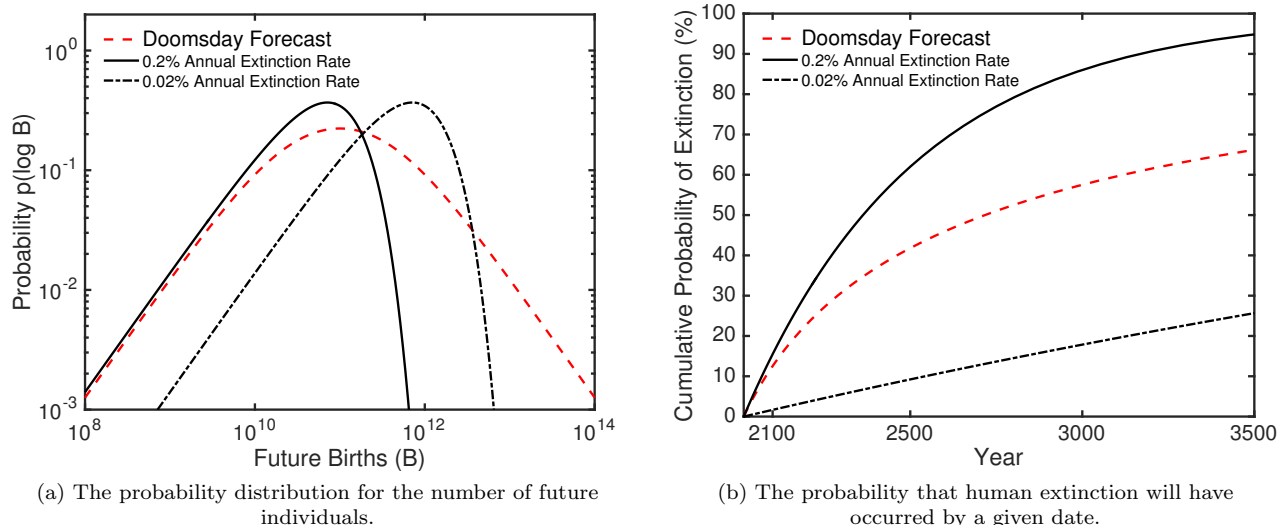 10^0
10^-1
10^-2
10^-3
Probability p(log B)
Doomsday Forecast
0.2% Annual Extinction Rate
0.02% Annual Extinction Rate
10^8
10^10
10^12
10^14
Future Births (B)
(a) The probability distribution for the number of future
individuals.
100
90
80
70
60
50
40
30
20
10
0
Cumulative Probability of Extinction (%)
Doomsday Forecast
0.2% Annual Extinction Rate
0.02% Annual Extinction Rate
2100
2500
3000
3500
Year
(b) The probability that human extinction will have
occurred by a given date.